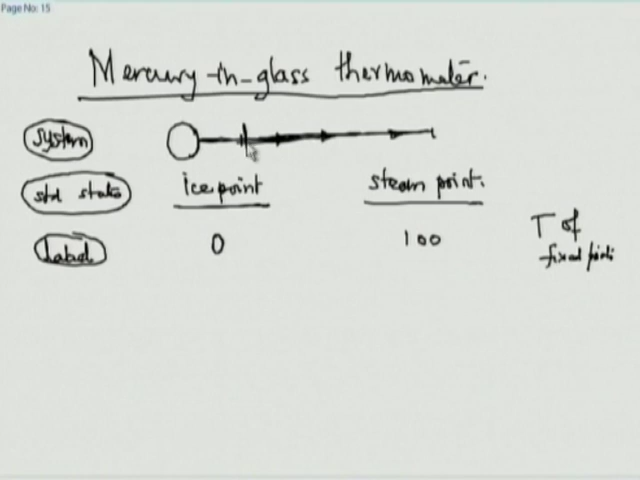 Page No: 15
Mercury-in-glass thermometer.
system
std state ice point steam point.
Label 0 100 T of
fixed points